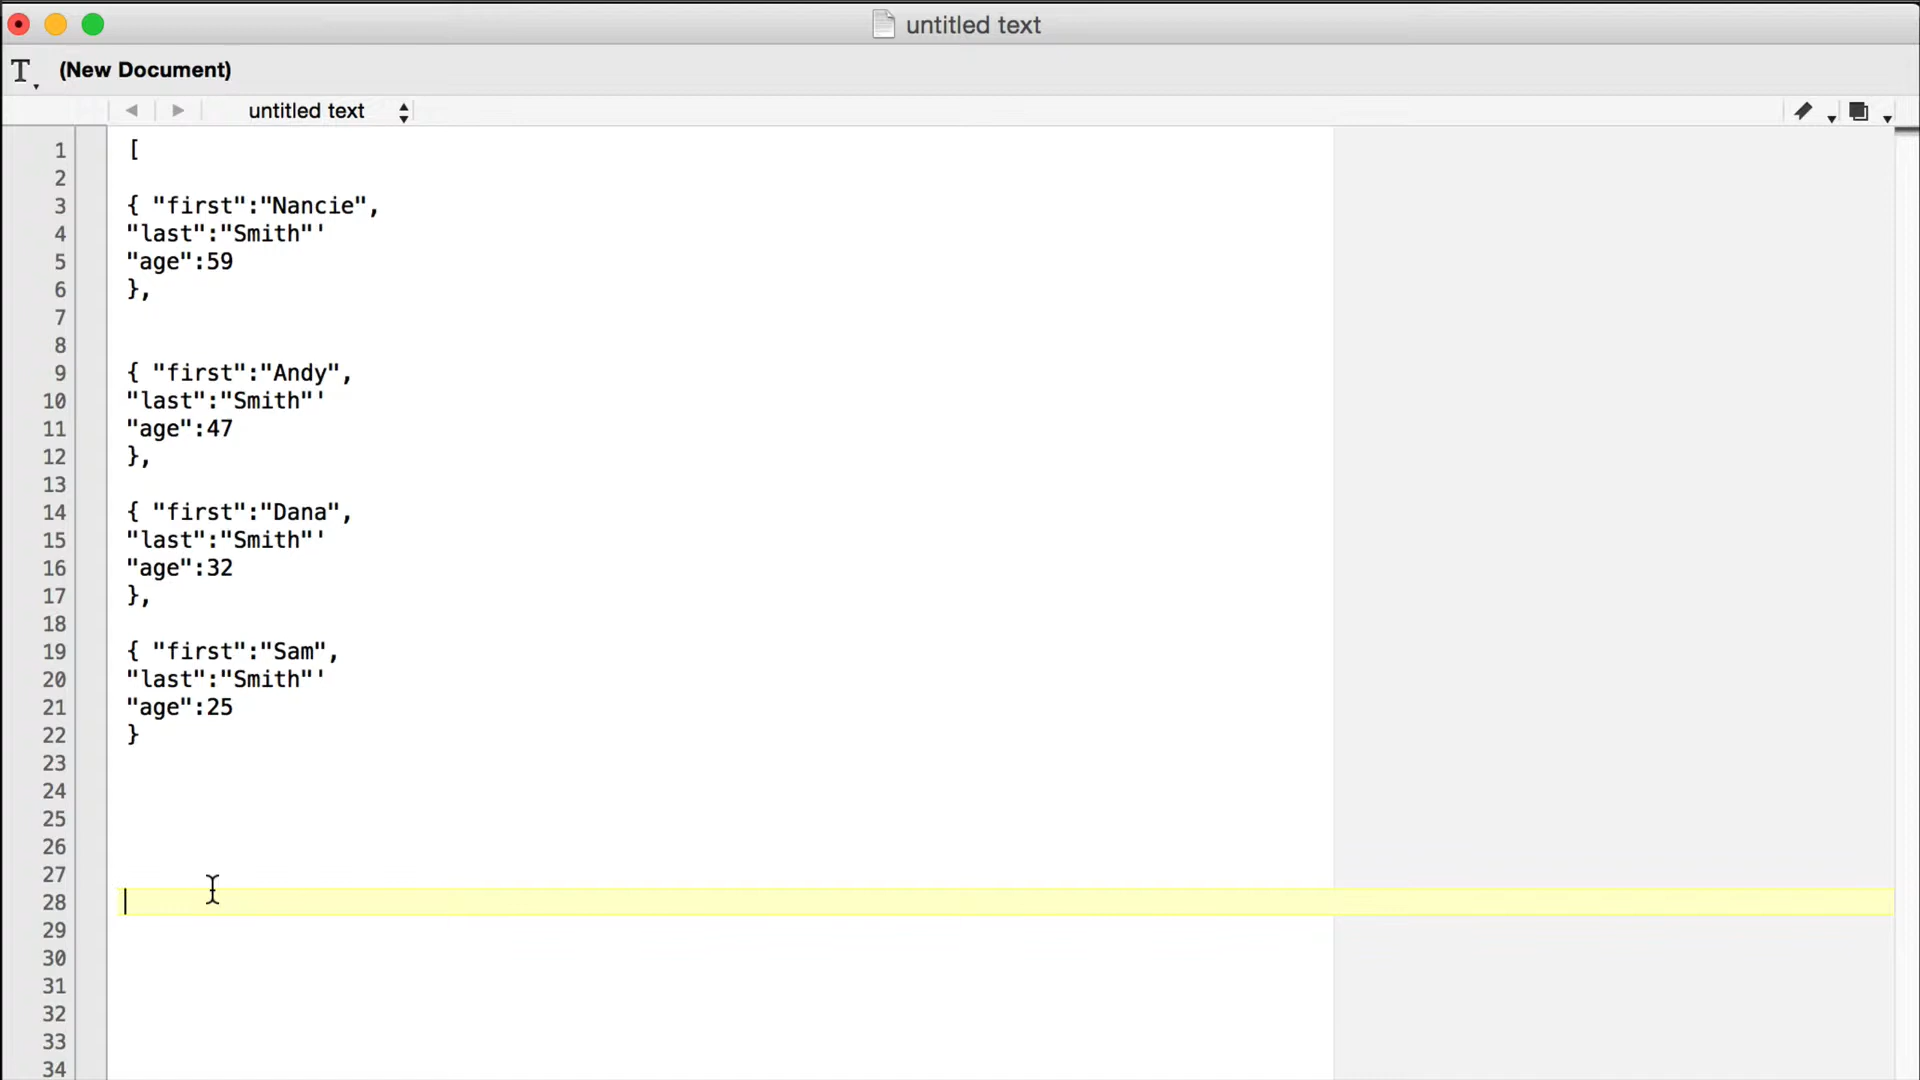 untitled text
T (New Document)
untitled text
1 [
2
3 { "first":"Nancie",
4 "last":"Smith"'
5 "age":59
6 },
7
8
9 { "first":"Andy",
10 "last":"Smith"'
11 "age":47
12 },
13
14 { "first":"Dana",
15 "last":"Smith"'
16 "age":32
17 },
18
19 { "first":"Sam",
20 "last":"Smith"'
21 "age":25
22 }
23
24
25
26
27
28
29
30
31
32
33
34